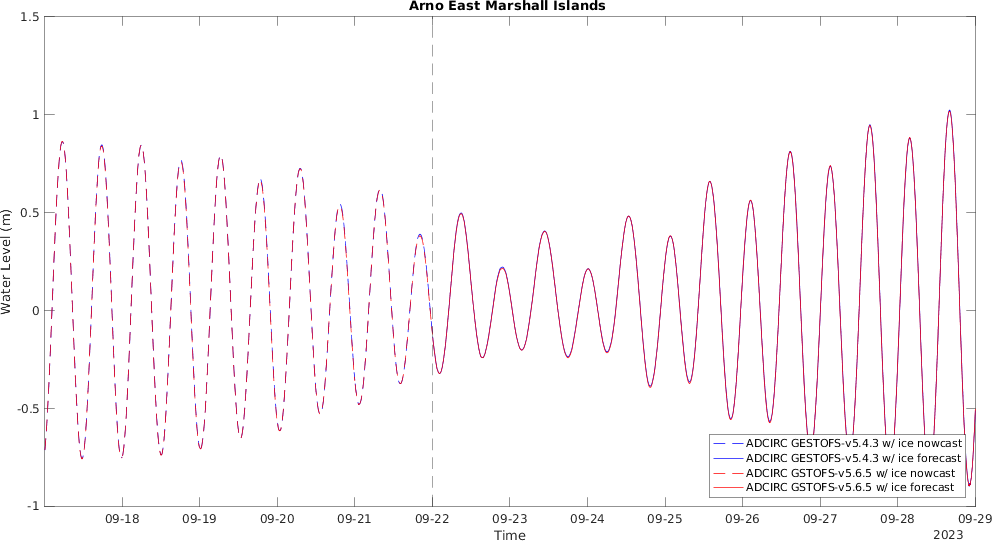 Arno East Marshall Islands
1.5
1
0.5
0
-0.5
-1
Water Level (m)
ADCIRC GESTOFS-v5.4.3 w/ ice nowcast
ADCIRC GESTOFS-v5.4.3 w/ ice forecast
ADCIRC GSTOFS-v5.6.5 w/ ice nowcast
ADCIRC GSTOFS-v5.6.5 w/ ice forecast
09-18 09-19 09-20 09-21 09-22 09-23 09-24 09-25 09-26 09-27 09-28 09-29
Time
2023